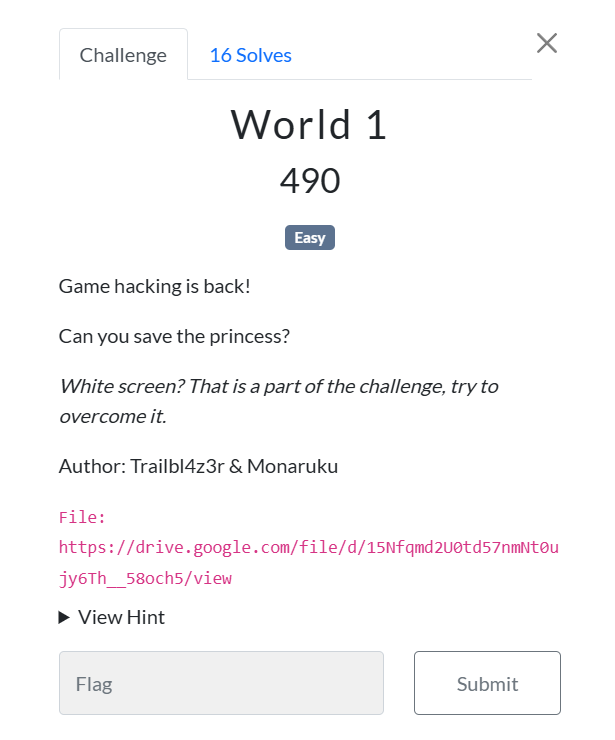 Challenge
16 Solves
World 1
490
Easy
Game hacking is back!
Can you save the princess?
White screen? That is a part of the challenge, try to
overcome it.
Author: Trailbl4z3r & Monaruku
File:
https://drive.google.com/file/d/15Nfqmd2U0td57nmNt0u
jy6Th__58och5/view
View Hint
Flag
Submit